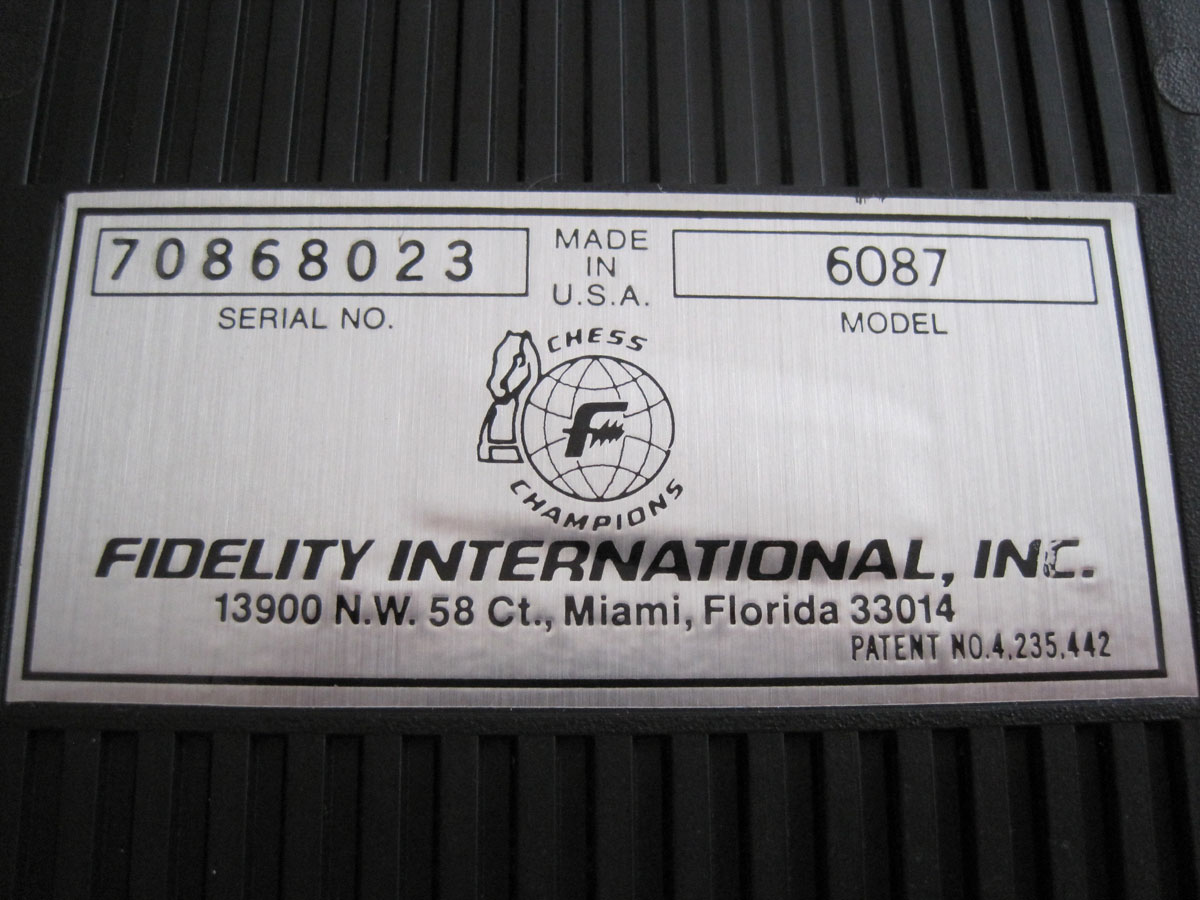 70868023
SERIAL NO.
MADE
IN
U.S.A.
6087
MODEL
CHESS
F
CHAMPIONS
FIDELITY INTERNATIONAL, INC.
13900 N.W. 58 Ct., Miami, Florida 33014
PATENT NO.4,235,442